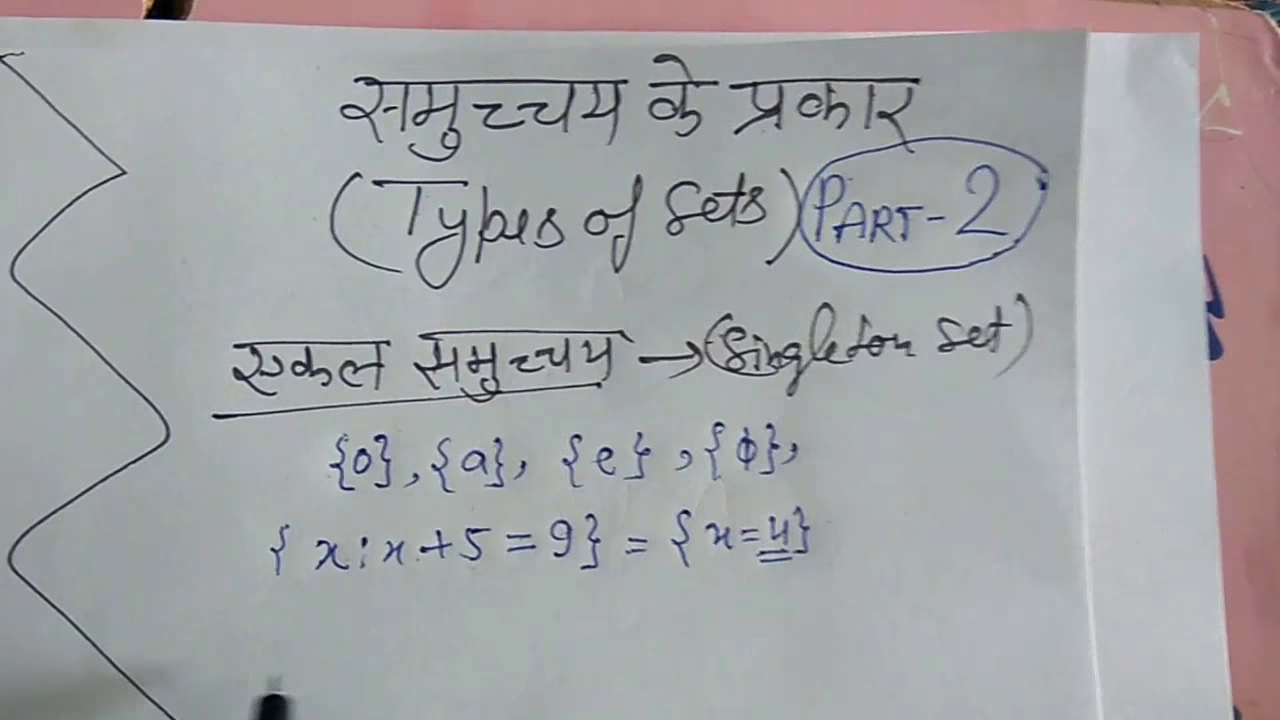 समुच्चय के प्रकार
(Types of Sets) PART-2
एकल समुच्चय → (Singleton Set)
{0}, {a}, {e}, {ϕ},
{x:x+5=9} = {x=4}